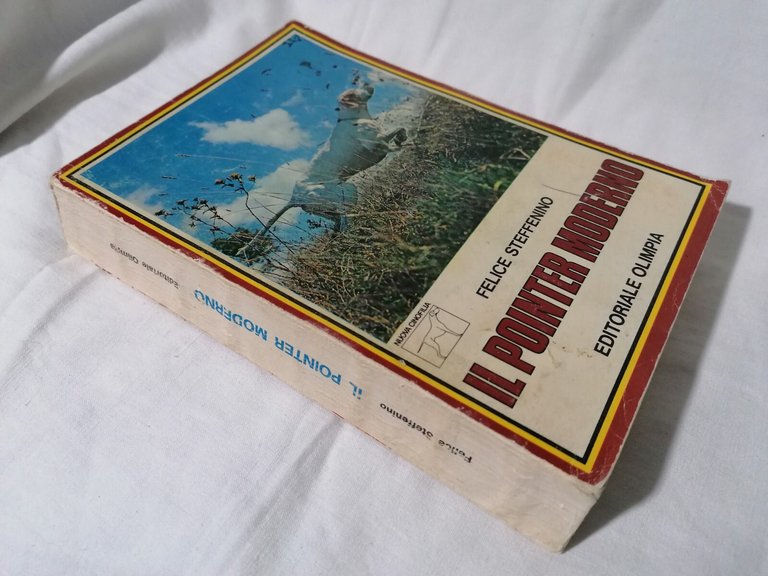 FELICE STEFFENINO
IL POINTER MODERNO
EDITORIALE OLIMPIA
NUOVA CINOFILIA
Felice Steffenino
iL POiNTER MODERNO
Editoriale Olimpia